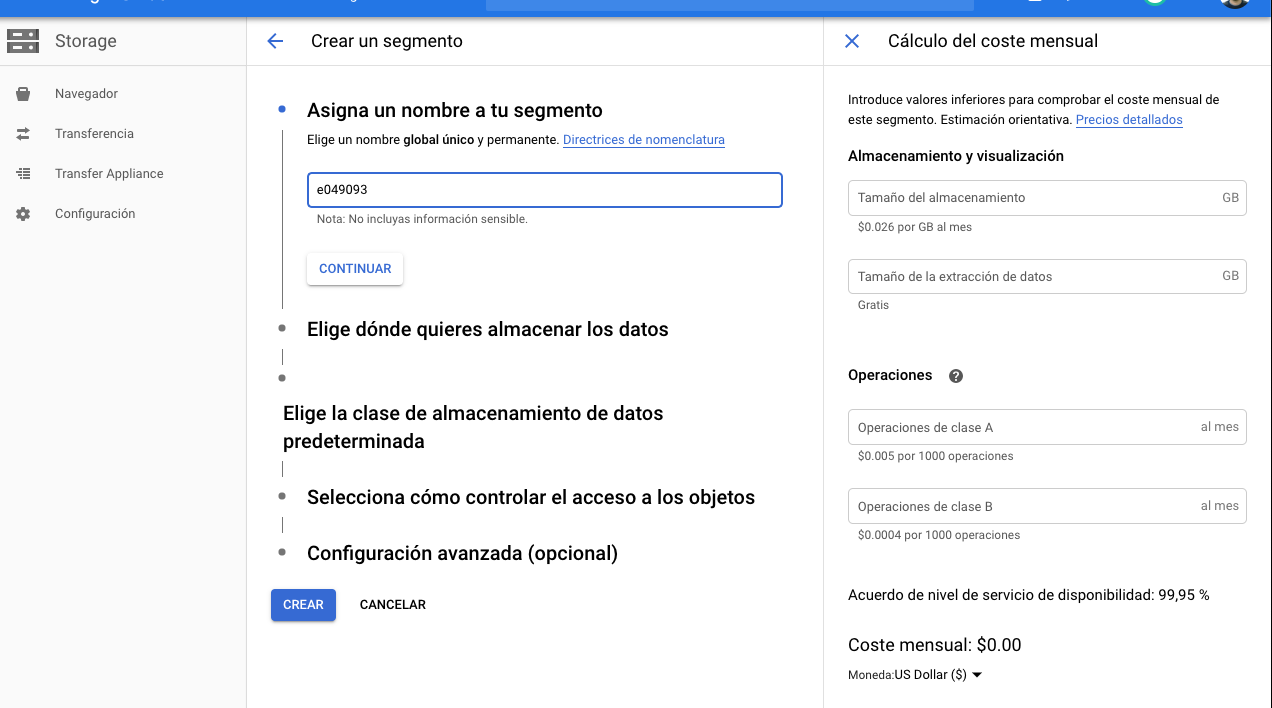 Storage
Navegador
Transferencia
Transfer Appliance
Configuración
Crear un segmento
Asigna un nombre a tu segmento
Elige un nombre global único y permanente. Directrices de nomenclatura
e049093
Nota: No incluyas información sensible.
CONTINUAR
Elige dónde quieres almacenar los datos
Elige la clase de almacenamiento de datos
predeterminada
Selecciona cómo controlar el acceso a los objetos
Configuración avanzada (opcional)
CREAR CANCELAR
Cálculo del coste mensual
Introduce valores inferiores para comprobar el coste mensual de
este segmento. Estimación orientativa. Precios detallados
Almacenamiento y visualización
Tamaño del almacenamiento GB
$0.026 por GB al mes
Tamaño de la extracción de datos GB
Gratis
Operaciones ?
Operaciones de clase A al mes
$0.005 por 1000 operaciones
Operaciones de clase B al mes
$0.0004 por 1000 operaciones
Acuerdo de nivel de servicio de disponibilidad: 99,95 %
Coste mensual: $0.00
Moneda:US Dollar ($)